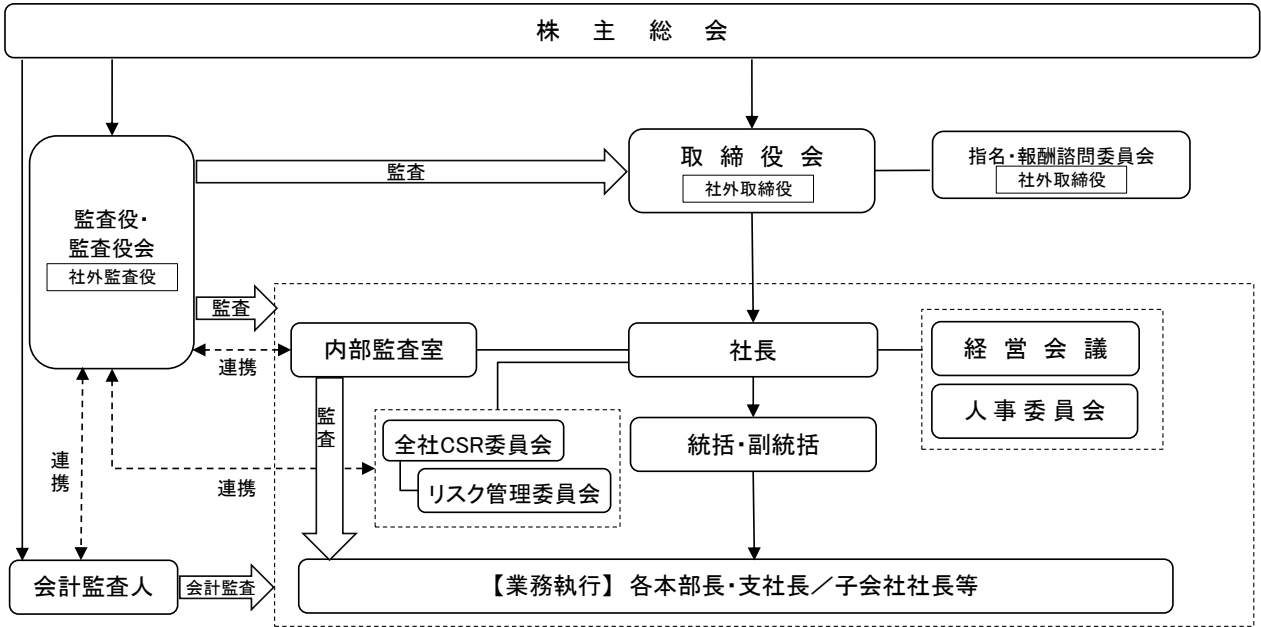 株主総会
監査
取締役会
社外取締役
指名・報酬諮問委員会
社外取締役
監査役・
監査役会
社外監査役
監査
連携
内部監査室
社長
経営会議
人事委員会
監査
全社CSR委員会
リスク管理委員会
統括・副統括
連携
連携
会計監査人
会計監査
【業務執行】 各本部長・支社長／子会社社長等